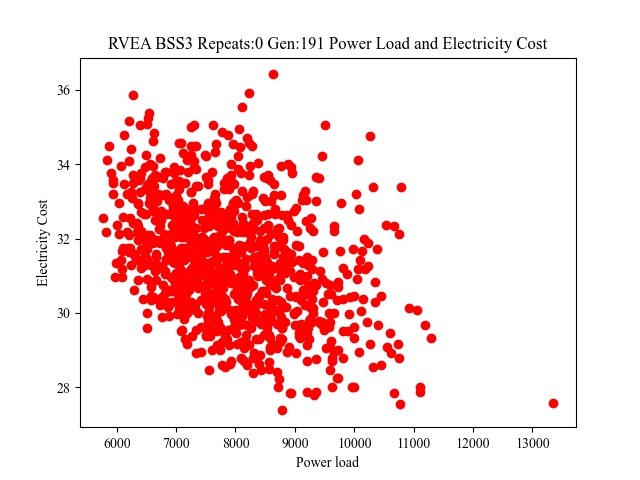 RVEA BSS3 Repeats:0 Gen:191 Power Load and Electricity Cost
36
34
32
30
28
Electricity Cost
6000 7000 8000 9000 10000 11000 12000 13000
Power load